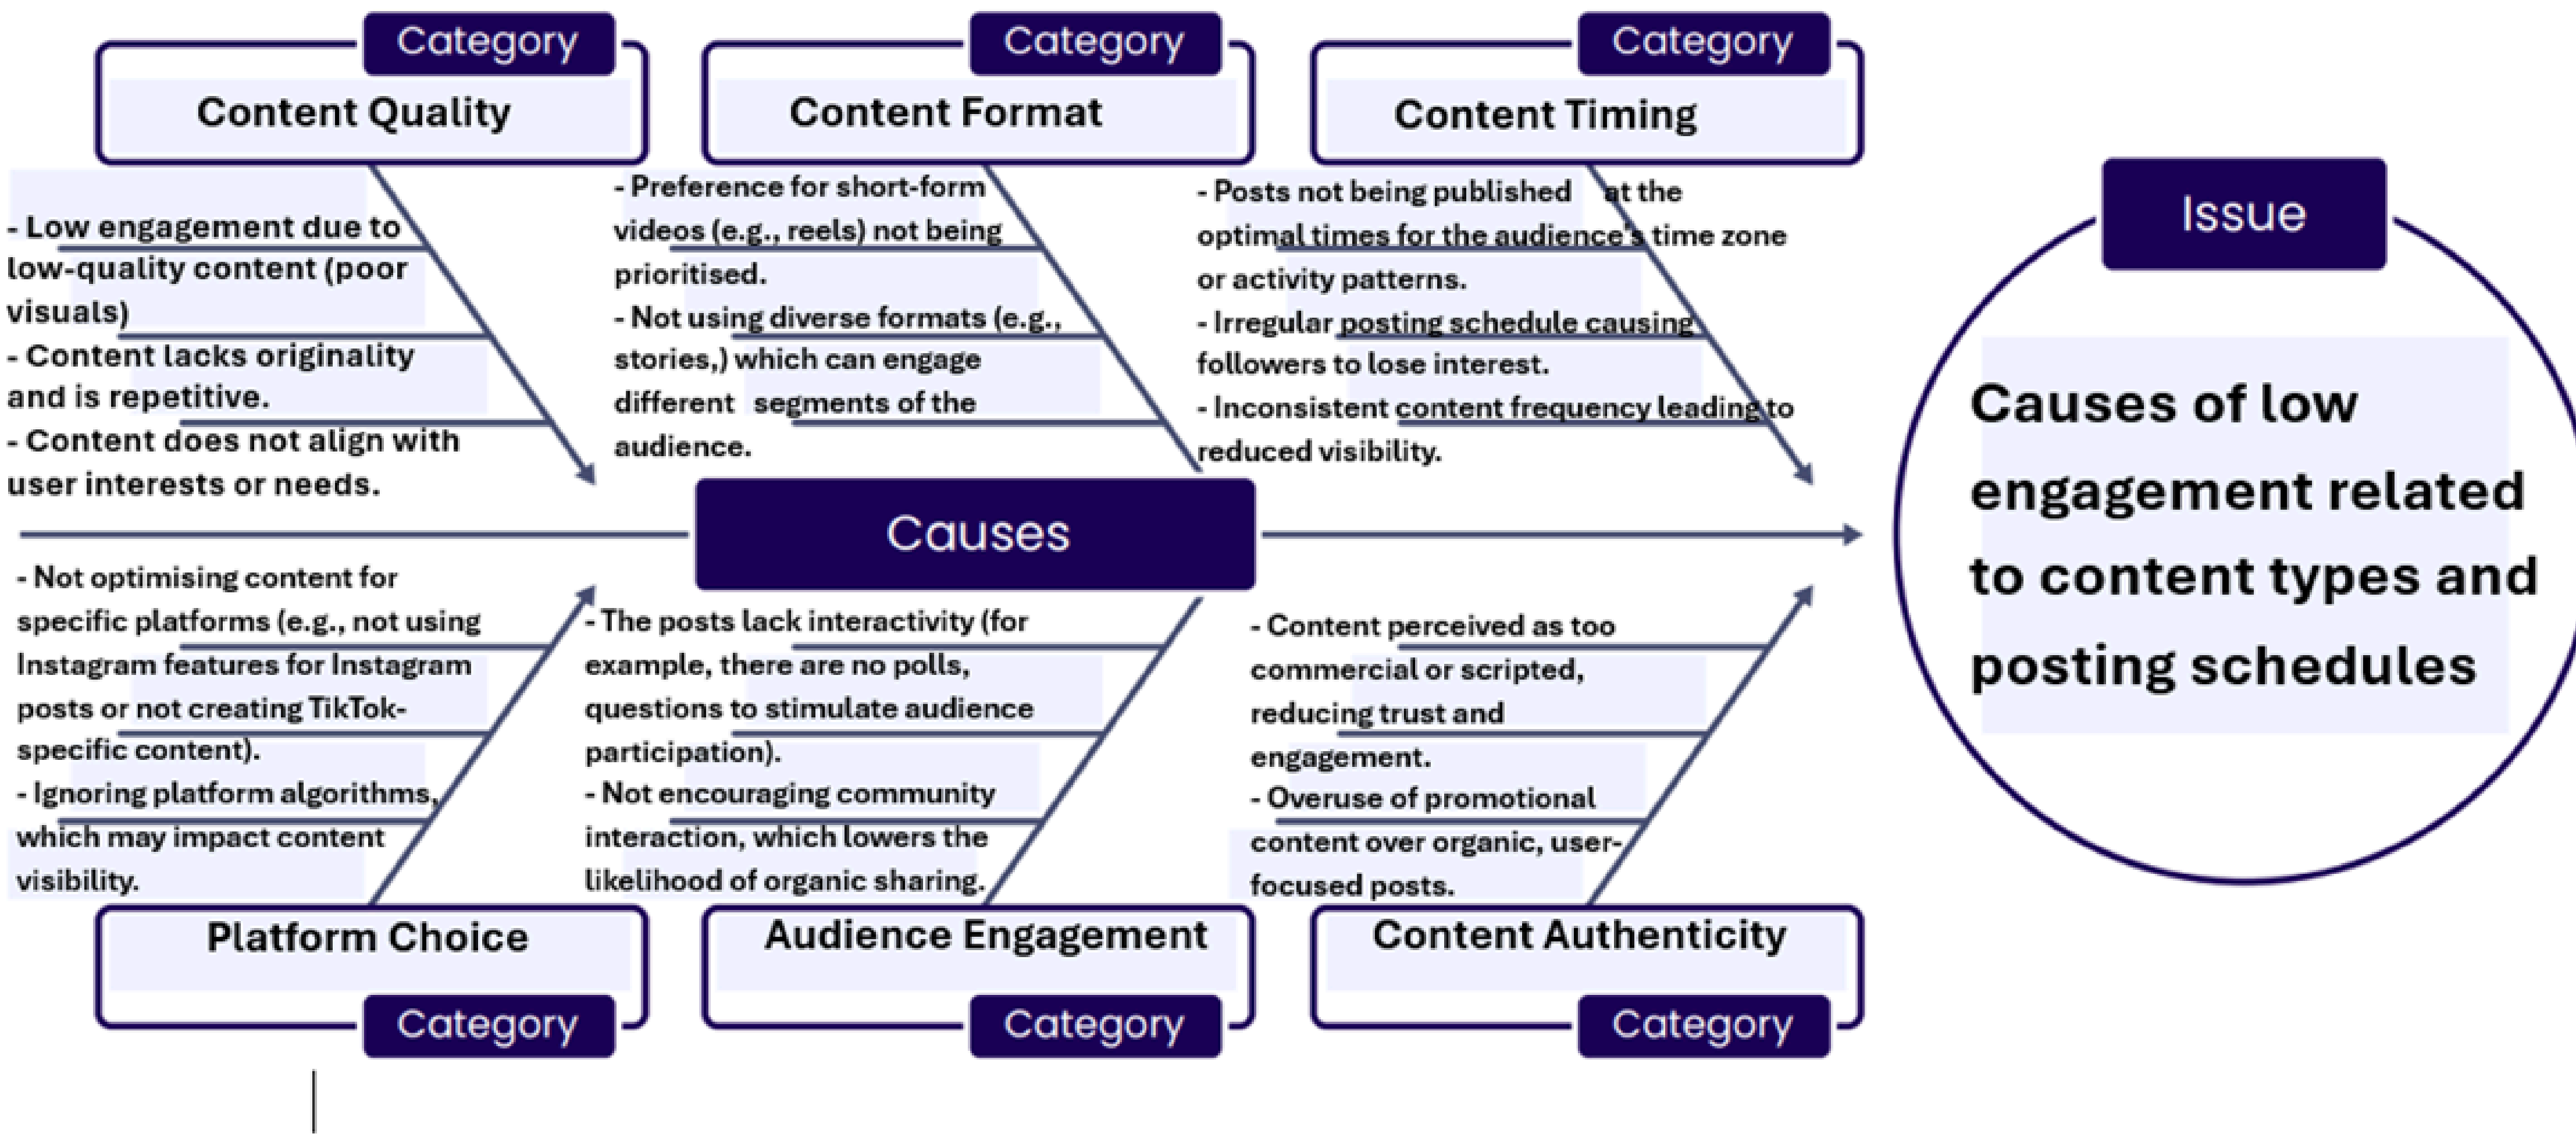 Category
Content Quality
- Low engagement due to
low-quality content (poor
visuals)
- Content lacks originality
and is repetitive.
- Content does not align with
user interests or needs.
Category
Content Format
- Preference for short-form
videos (e.g., reels) not being
prioritised.
- Not using diverse formats (e.g.,
stories,) which can engage
different segments of the
audience.
Category
Content Timing
- Posts not being published at the
optimal times for the audience's time zone
or activity patterns.
- Irregular posting schedule causing
followers to lose interest.
- Inconsistent content frequency leading to
reduced visibility.
Causes
Issue
Causes of low
engagement related
to content types and
posting schedules
- Not optimising content for
specific platforms (e.g., not using
Instagram features for Instagram
posts or not creating TikTok-
specific content).
- Ignoring platform algorithms,
which may impact content
visibility.
Platform Choice
Category
- The posts lack interactivity (for
example, there are no polls,
questions to stimulate audience
participation).
- Not encouraging community
interaction, which lowers the
likelihood of organic sharing.
Audience Engagement
Category
- Content perceived as too
commercial or scripted,
reducing trust and
engagement.
- Overuse of promotional
content over organic, user-
focused posts.
Content Authenticity
Category